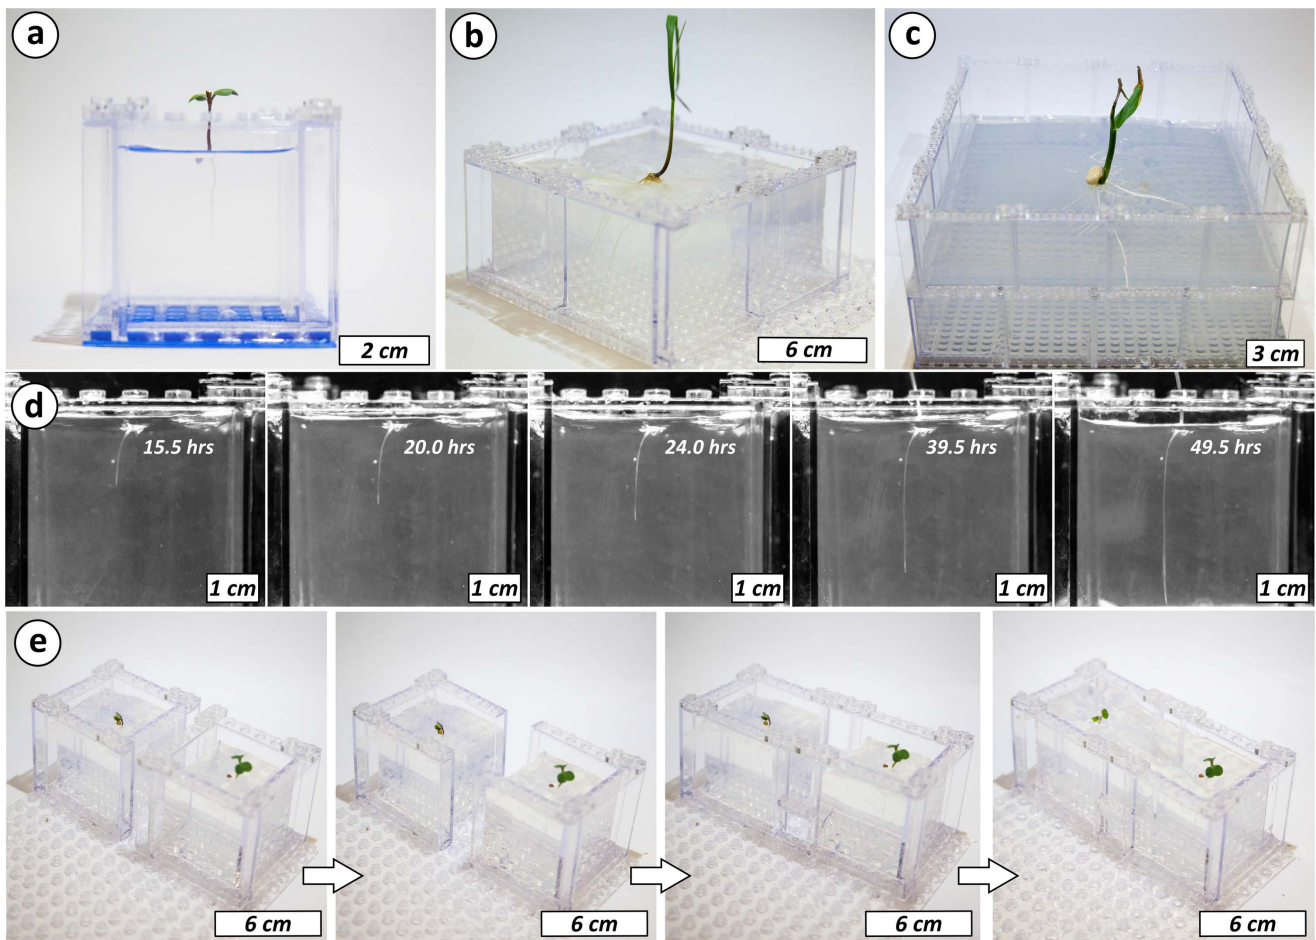 a
b
c
2 cm
6 cm
3 cm
d
15.5 hrs
20.0 hrs
24.0 hrs
39.5 hrs
49.5 hrs
1 cm
1 cm
1 cm
1 cm
1 cm
e
6 cm
6 cm
6 cm
6 cm